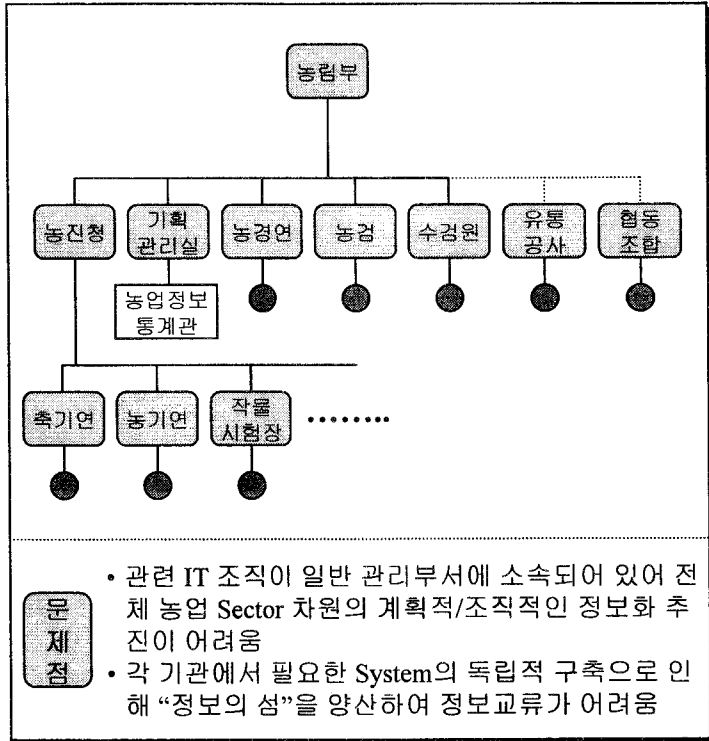 농림부
농진청
기획
관리실
농경연
농검
수검원
유통
공사
협동
조합
농업정보
통계관
축기연
농기연
작물
시험장
........
문
제
점
• 관련 IT 조직이 일반 관리부서에 소속되어 있어 전
체 농업 Sector 차원의 계획적/조직적인 정보화 추
진이 어려움
• 각 기관에서 필요한 System의 독립적 구축으로 인
해 “정보의 섬”을 양산하여 정보교류가 어려움